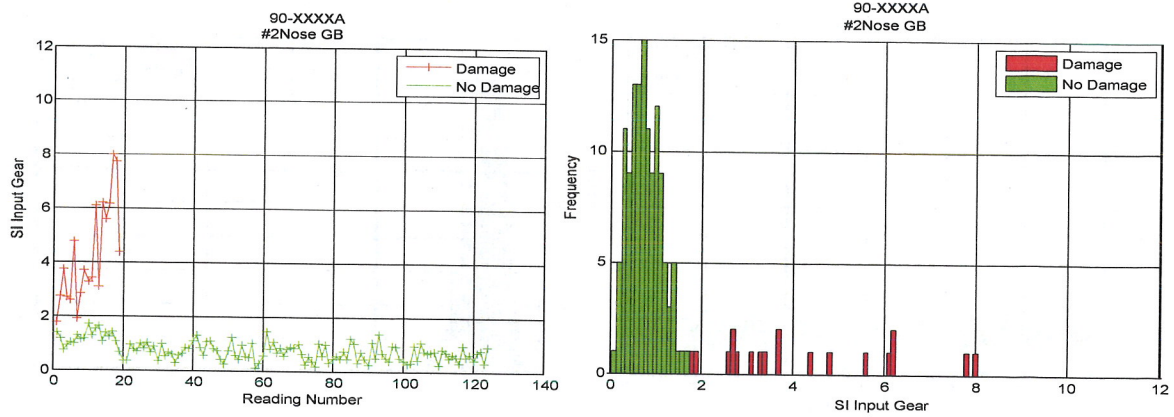 90-XXXXA
#2Nose GB
12
10
8
6
4
2
0
SI Input Gear
Damage
No Damage
0 20 40 60 80 100 120 140
Reading Number
90-XXXXA
#2Nose GB
15
10
5
0
Frequency
Damage
No Damage
0 2 4 6 8 10 12
SI Input Gear